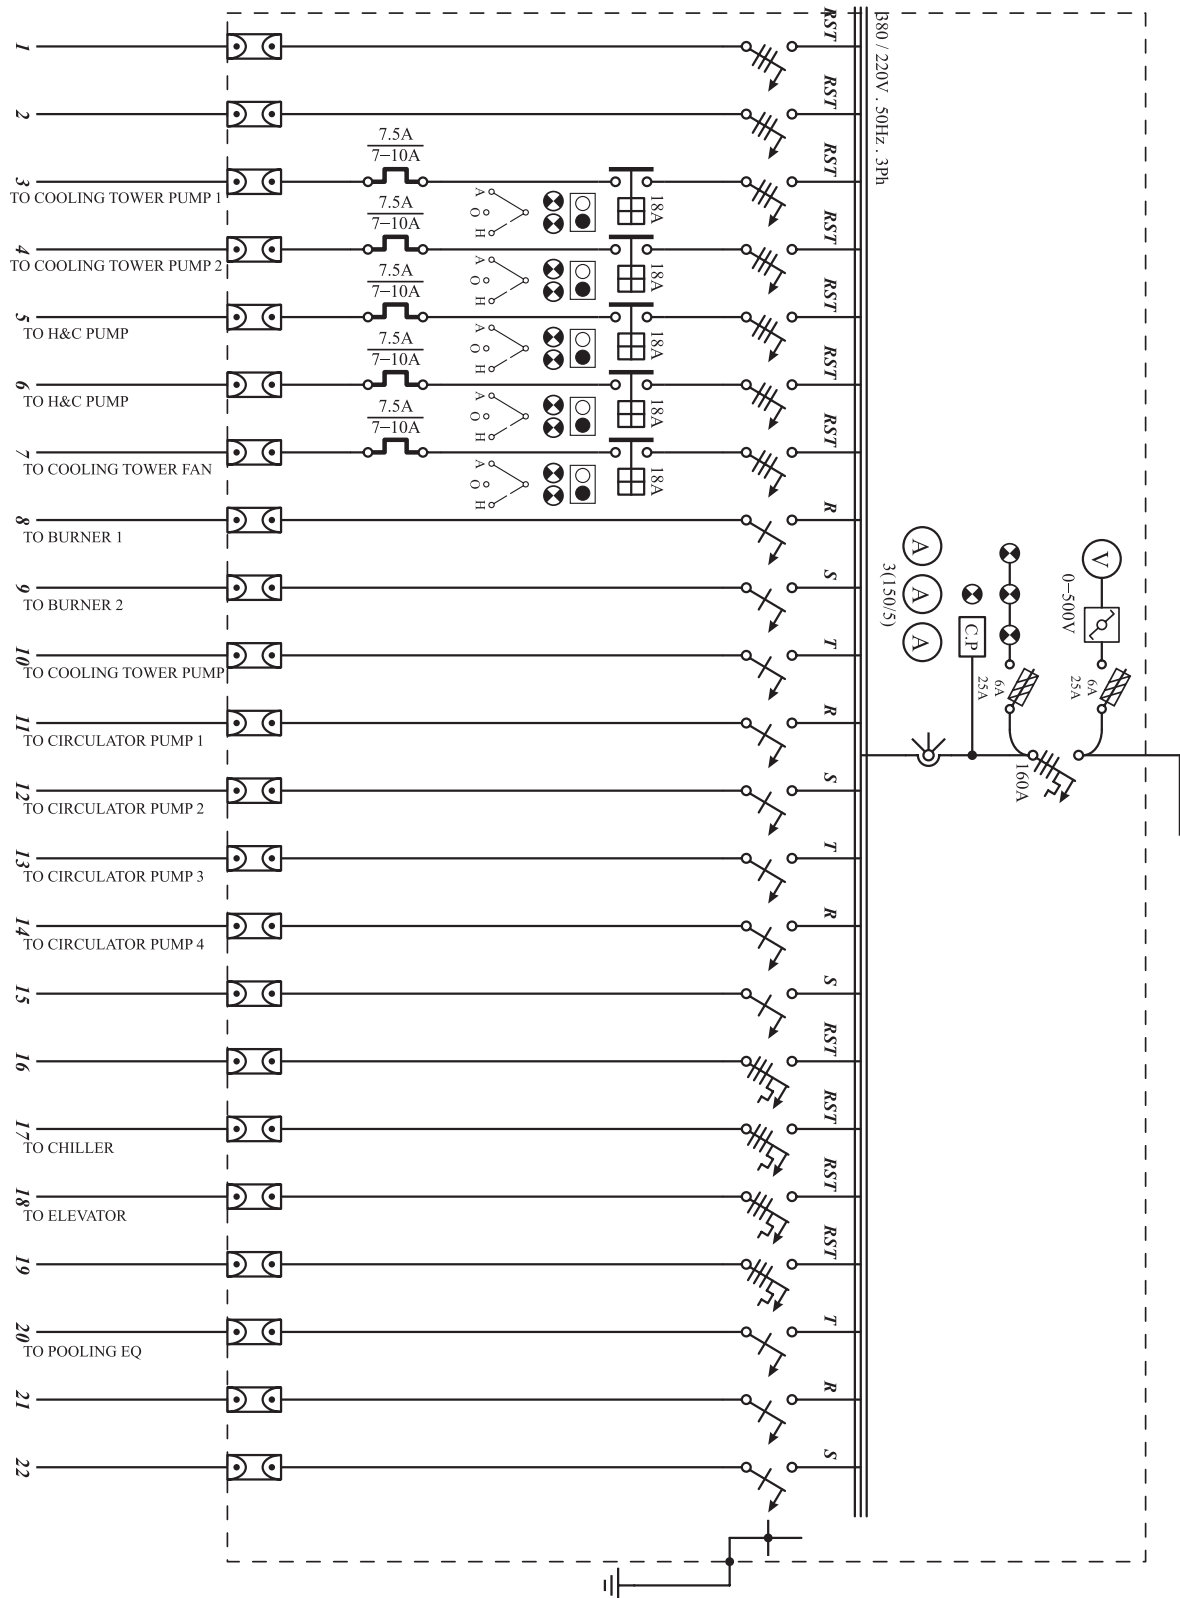 380 / 220V . 50Hz . 3Ph
1
RST
2
RST
7.5A
7–10A
3
RST
TO COOLING TOWER PUMP 1
A
O
H
18A
7.5A
7–10A
4
RST
TO COOLING TOWER PUMP 2
A
O
H
18A
7.5A
7–10A
5
RST
TO H&C PUMP
A
O
H
18A
7.5A
7–10A
6
RST
TO H&C PUMP
A
O
H
18A
7.5A
7–10A
7
RST
TO COOLING TOWER FAN
A
O
H
18A
8
R
TO BURNER 1
9
S
TO BURNER 2
10
T
TO COOLING TOWER PUMP
11
R
TO CIRCULATOR PUMP 1
12
S
TO CIRCULATOR PUMP 2
13
T
TO CIRCULATOR PUMP 3
14
R
TO CIRCULATOR PUMP 4
15
S
16
RST
17
RST
TO CHILLER
18
RST
TO ELEVATOR
19
RST
20
T
TO POOLING EQ
21
R
22
S
A
A
A
3(150/5)
C.P
V
0–500V
6A
25A
6A
25A
160A